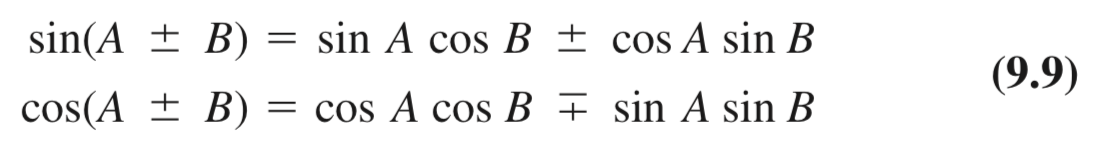 sin(A ± B) = sin A cos B ± cos A sin B
(9.9)
cos(A ± B) = cos A cos B ∓ sin A sin B